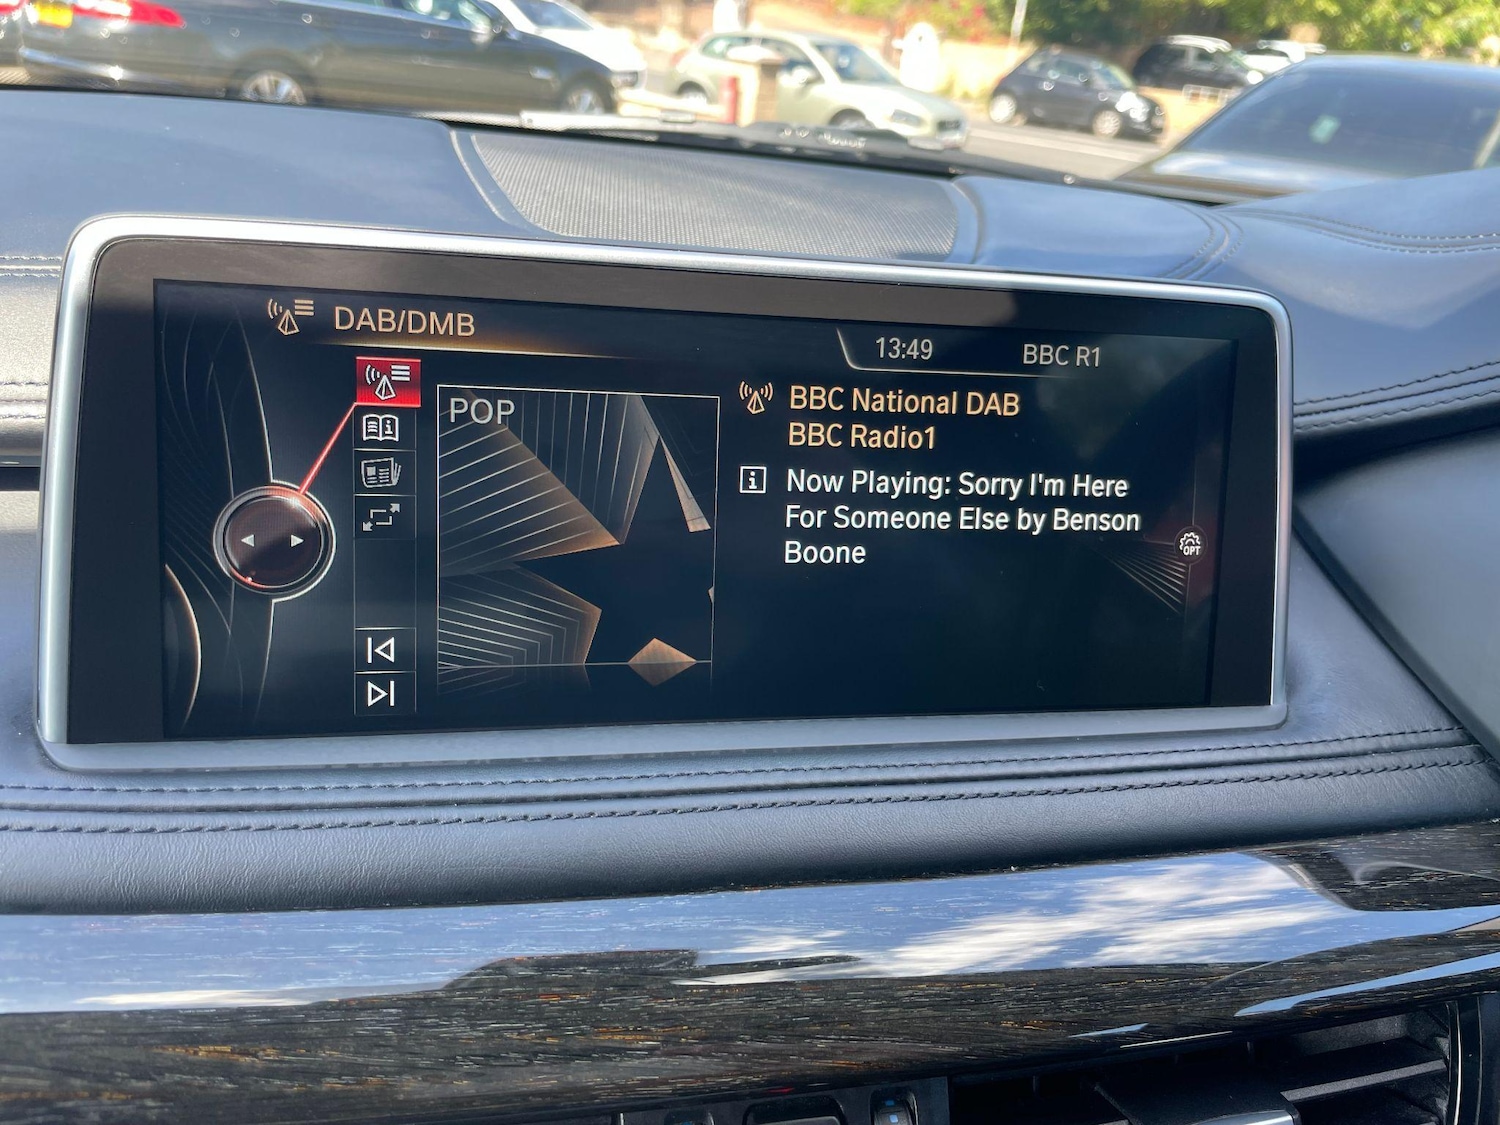 DAB/DMB
13:49 BBC R1
POP
BBC National DAB
BBC Radio1
Now Playing: Sorry I'm Here
For Someone Else by Benson
Boone
OPT